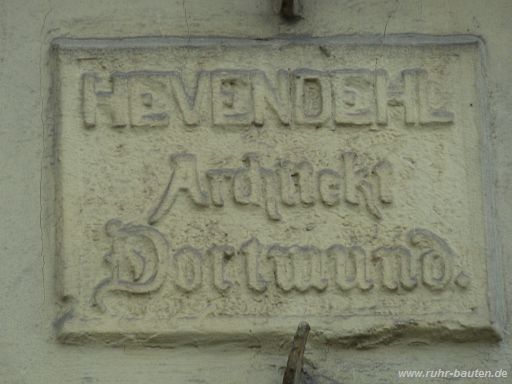 HEVENDEHL
Architekt
Dortmund.
www.ruhr-bauten.de